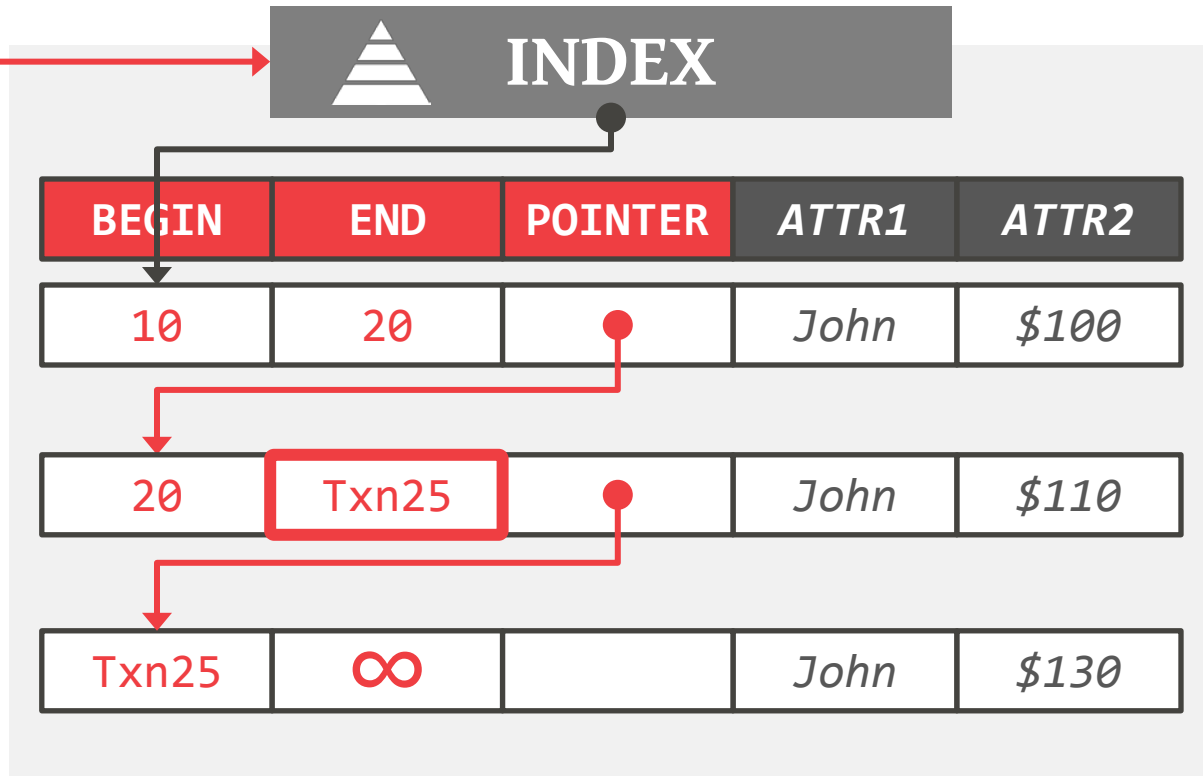 INDEX
BEGIN END POINTER ATTR1 ATTR2
10 20 John $100
20 Txn25 John $110
Txn25 ∞ John $130